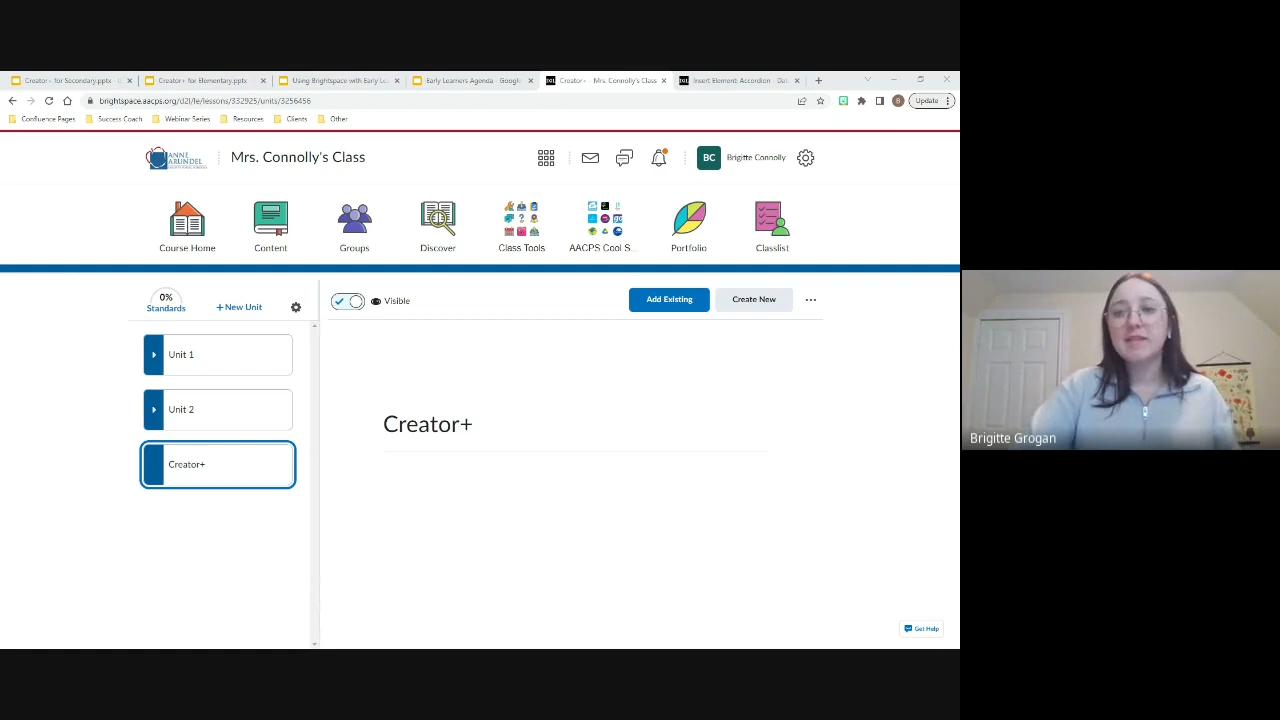 Creator+ for Secondary.pptx -
Creator+ for Elementary.pptx -
Using Brightspace with Early Le
Early Learners Agenda - Google
Creator+ - Mrs. Connolly's Class
Insert Element: Accordion - Da
brightspace.aacps.org/d2l/le/lessons/332925/units/3256456
Update
Confluence Pages
Success Coach
Webinar Series
Resources
Clients
Other
ANNE
ARUNDEL
Mrs. Connolly's Class
BC
Brigitte Connolly
Course Home
Content
Groups
Discover
Class Tools
AACPS Cool S...
Portfolio
Classlist
0%
Standards
+ New Unit
Visible
Add Existing
Create New
Unit 1
Unit 2
Creator+
Creator+
Get Help
Brigitte Grogan